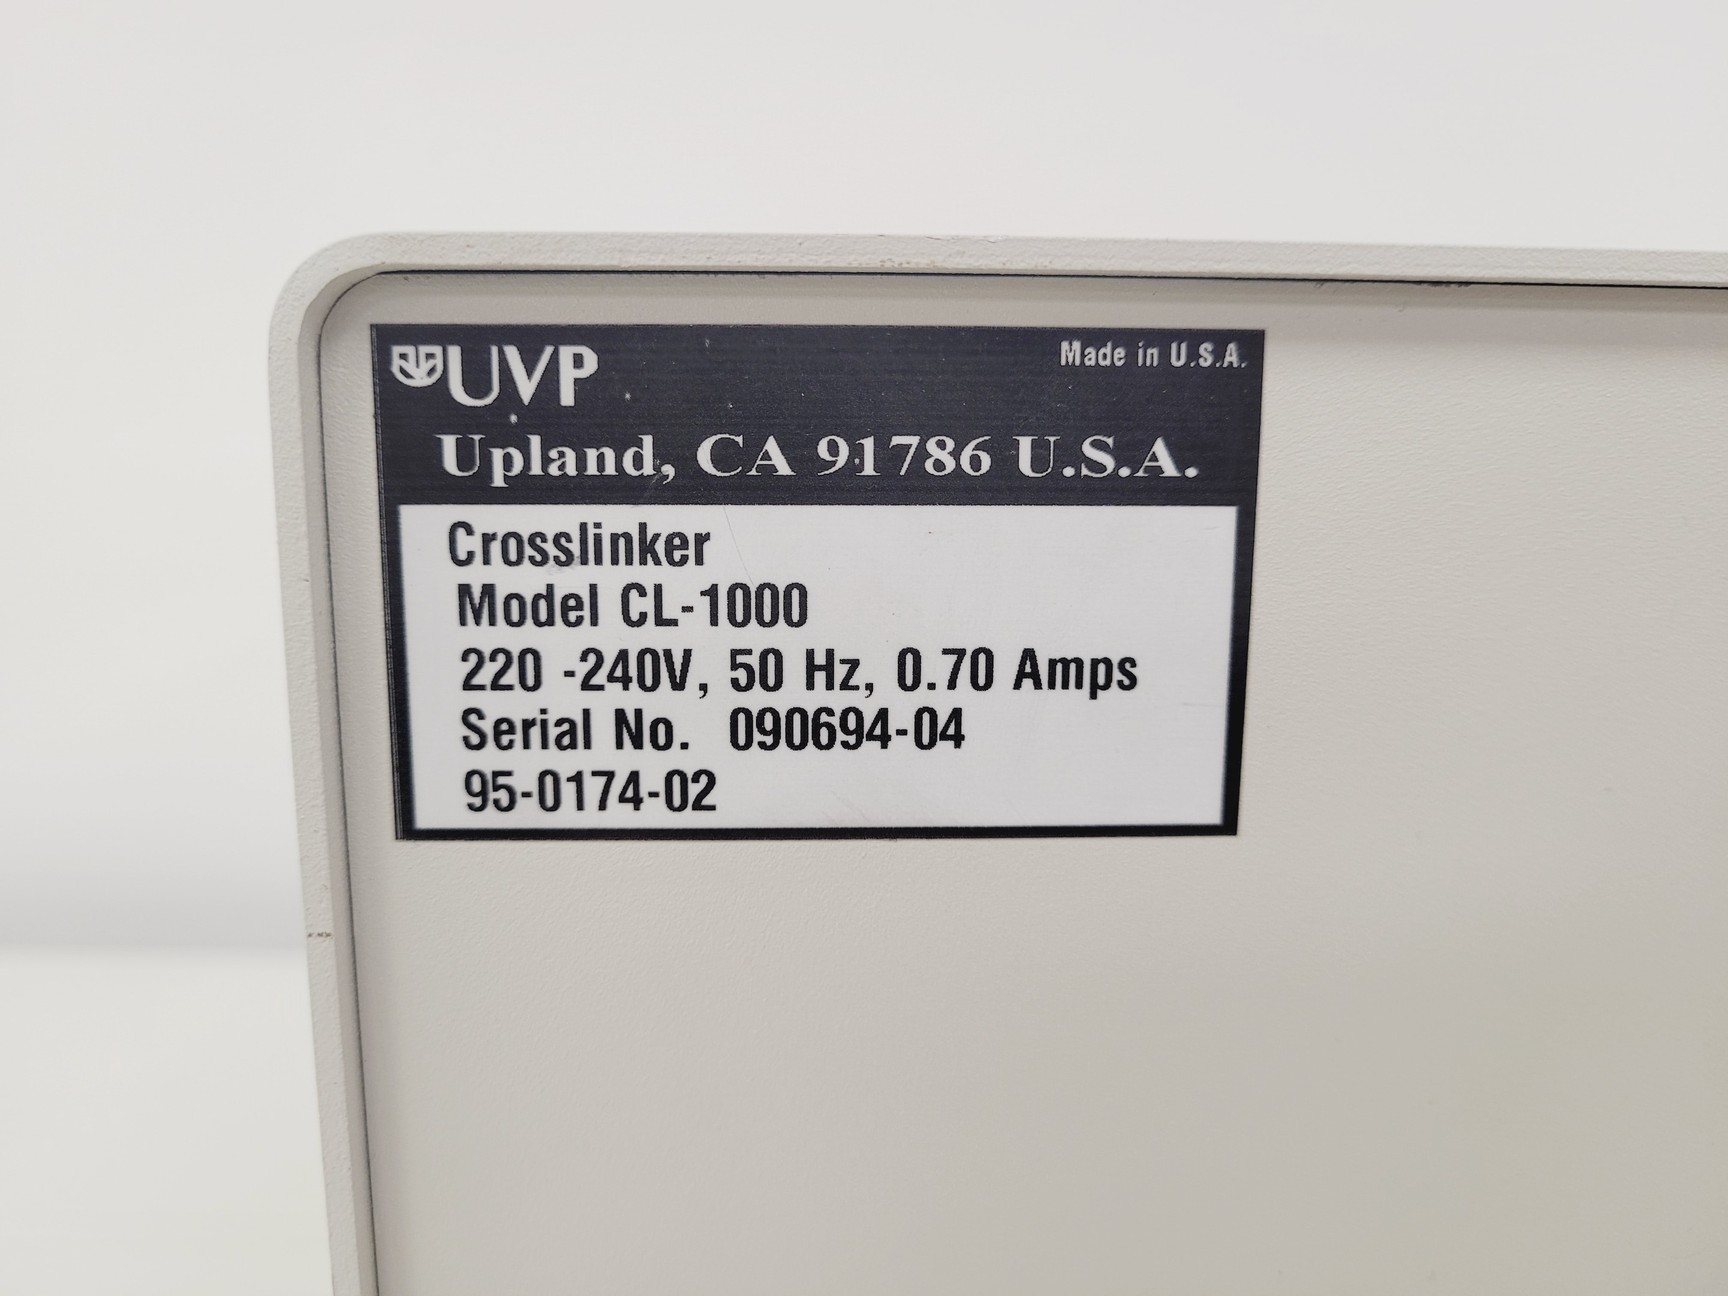 UVP
Made in U.S.A.
Upland, CA 91786 U.S.A.
Crosslinker
Model CL-1000
220 -240V, 50 Hz, 0.70 Amps
Serial No. 090694-04
95-0174-02